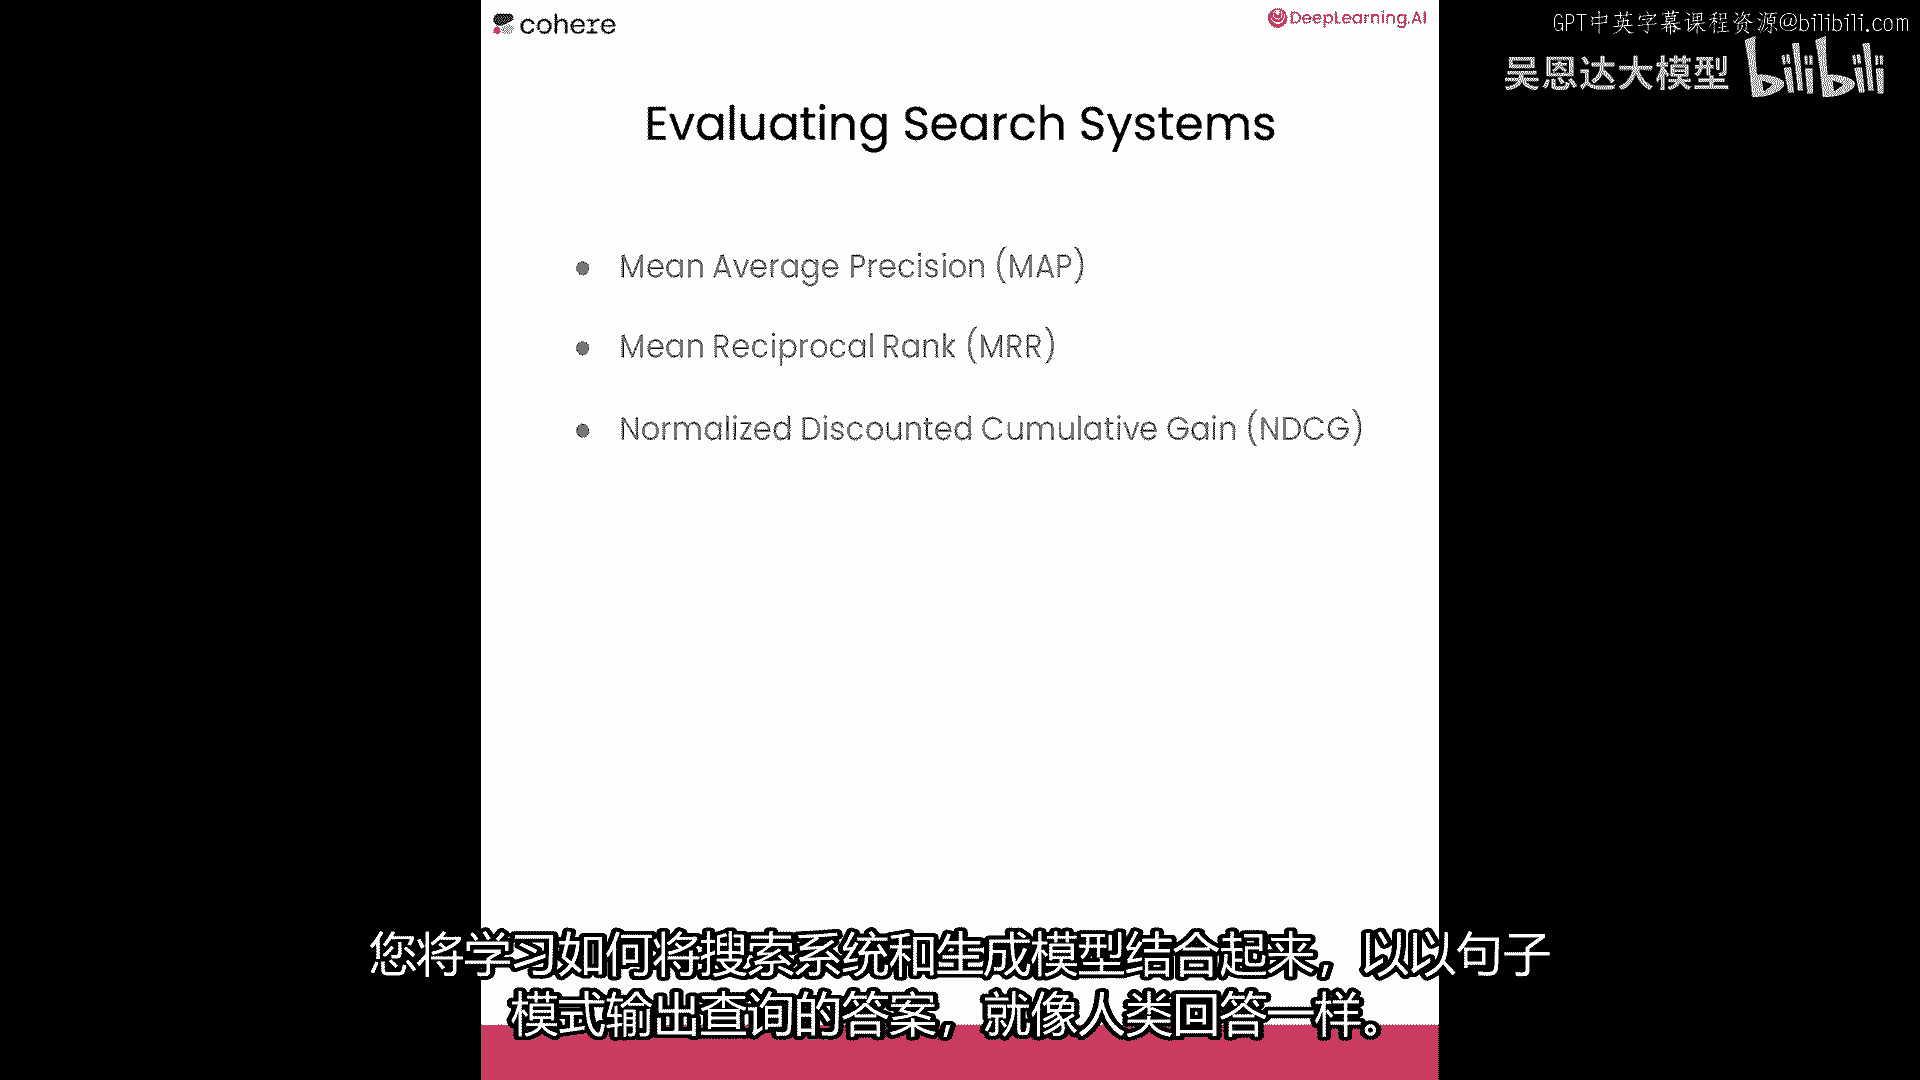 cohere
DeepLearning.AI
GPT中英字幕课程资源@bilibili.com
吴恩达大模型 bilibili
Evaluating Search Systems
● Mean Average Precision (MAP)
● Mean Reciprocal Rank (MRR)
● Normalized Discounted Cumulative Gain (NDCG)
您将学习如何将搜索系统和生成模型结合起来，以以句子
模式输出查询的答案，就像人类回答一样。